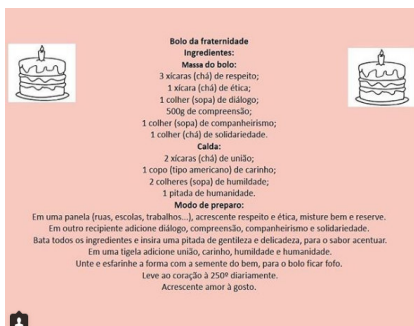 Bolo da fraternidade
Ingredientes:
Massa do bolo:
3 xícaras (chá) de respeito;
1 xícara (chá) de ética;
1 colher (sopa) de diálogo;
500g de compreensão;
1 colher (sopa) de companheirismo;
1 colher (chá) de solidariedade.
Calda:
2 xícaras (chá) de união;
1 copo (tipo americano) de carinho;
2 colheres (sopa) de humildade;
1 pitada de humanidade.
Modo de preparo:
Em uma panela (ruas, escolas, trabalhos...), acrescente respeito e ética, misture bem e reserve.
Em outro recipiente adicione diálogo, compreensão, companheirismo e solidariedade.
Bata todos os ingredientes e insira uma pitada de gentileza e delicadeza, para o sabor acentuar.
Em uma tigela adicione união, carinho, humildade e humanidade.
Unte e esfarinhe a forma com a semente do bem, para o bolo ficar fofo.
Leve ao coração à 250º diariamente.
Acrescente amor à gosto.